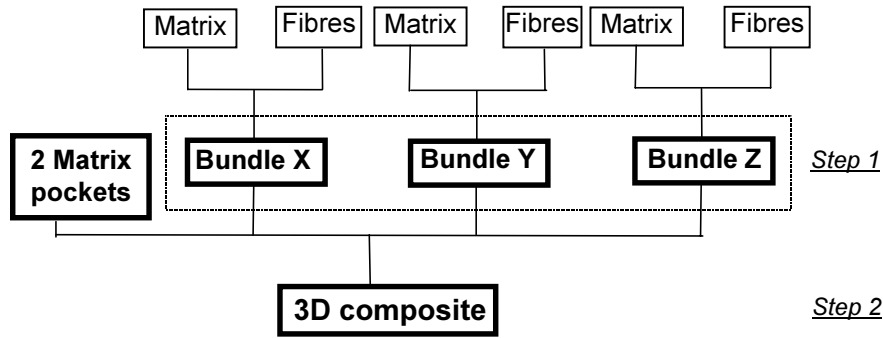 Matrix
Fibres
Matrix
Fibres
Matrix
Fibres
2 Matrix
pockets
Bundle X
Bundle Y
Bundle Z
Step 1
3D composite
Step 2